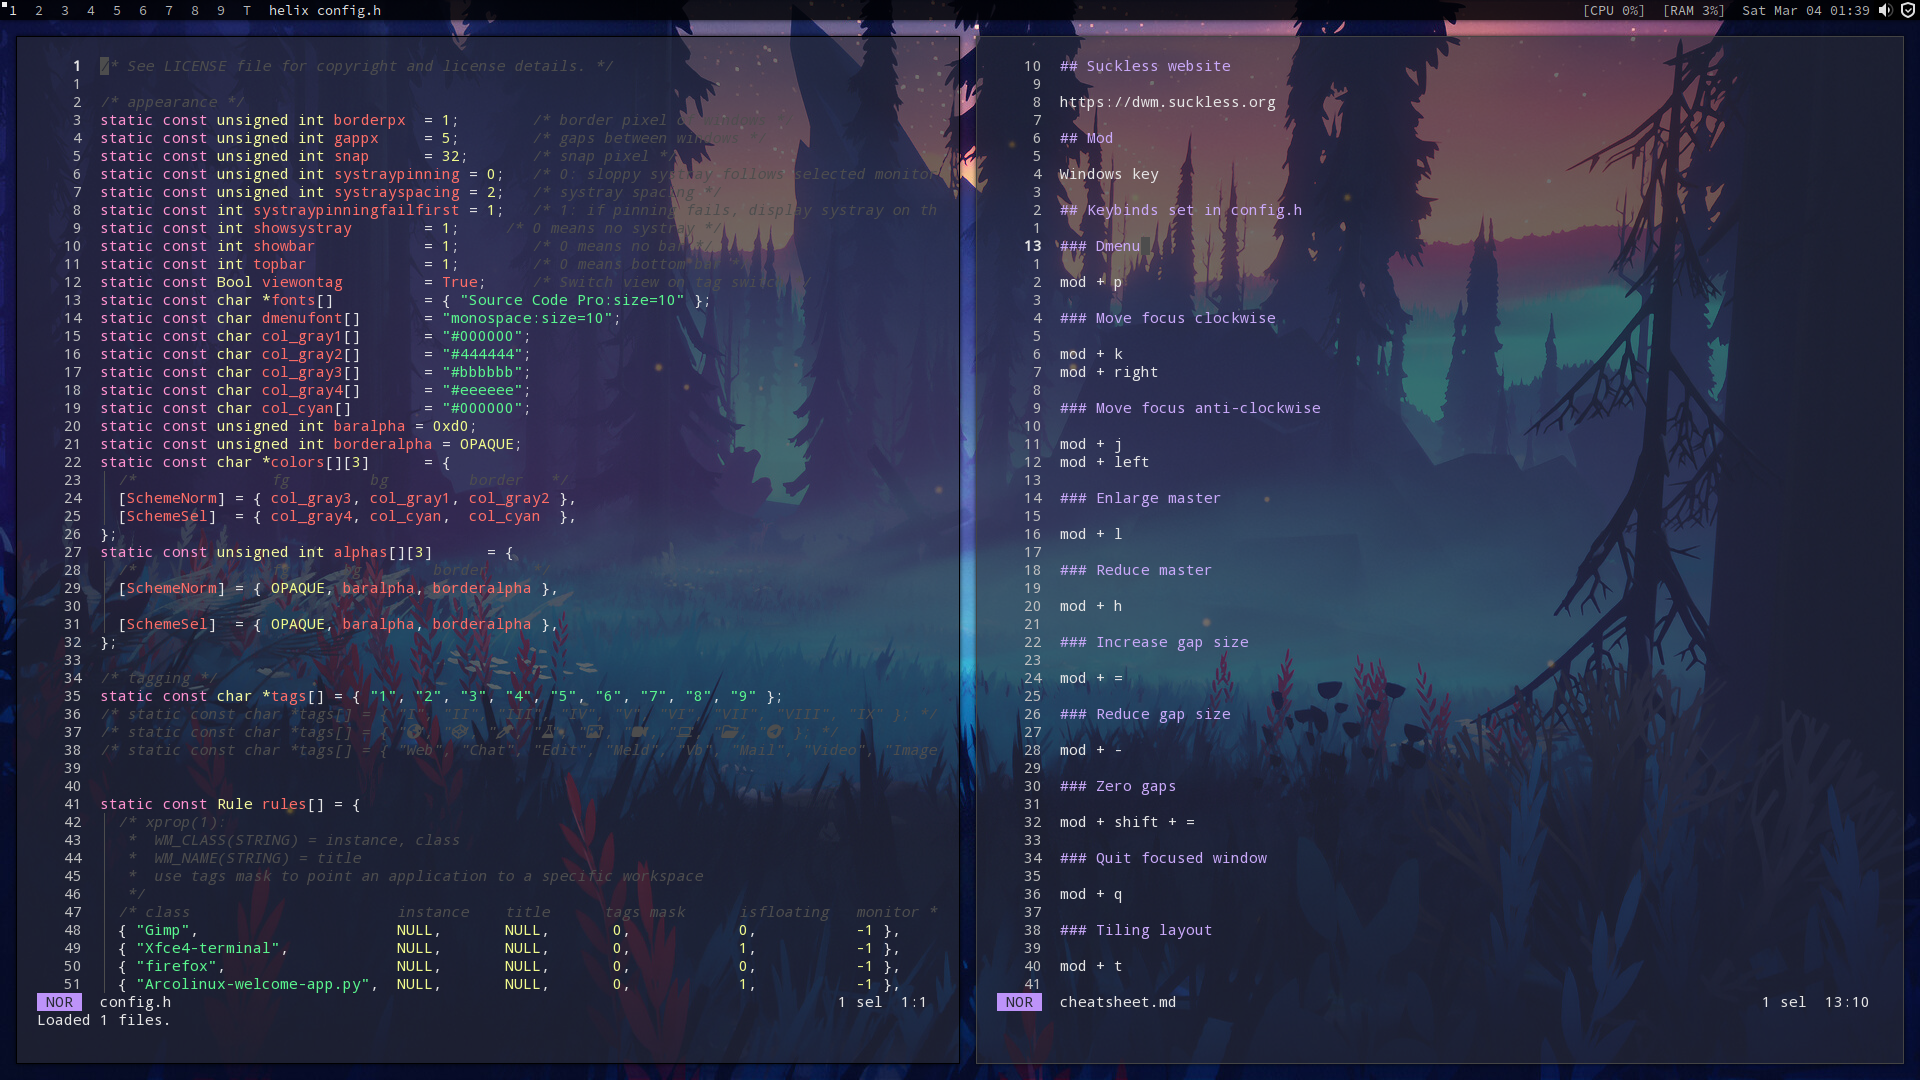 1 2 3 4 5 6 7 8 9 T helix config.h [CPU 0%] [RAM 3%] Sat Mar 04 01:39
1 /* See LICENSE file for copyright and license details. */
1
2 /* appearance */
3 static const unsigned int borderpx  = 1;        /* border pixel of windows */
4 static const unsigned int gappx     = 5;        /* gaps between windows */
5 static const unsigned int snap      = 32;       /* snap pixel */
6 static const unsigned int systraypinning = 0;   /* 0: sloppy systray follows selected monitor
7 static const unsigned int systrayspacing = 2;   /* systray spacing */
8 static const int systraypinningfailfirst = 1;   /* 1: if pinning fails, display systray on th
9 static const int showsystray        = 1;     /* 0 means no systray */
10 static const int showbar            = 1;        /* 0 means no bar */
11 static const int topbar             = 1;        /* 0 means bottom bar */
12 static const Bool viewontag         = True;     /* Switch view on tag switch */
13 static const char *fonts[]          = { "Source Code Pro:size=10" };
14 static const char dmenufont[]       = "monospace:size=10";
15 static const char col_gray1[]       = "#000000";
16 static const char col_gray2[]       = "#444444";
17 static const char col_gray3[]       = "#bbbbbb";
18 static const char col_gray4[]       = "#eeeeee";
19 static const char col_cyan[]        = "#000000";
20 static const unsigned int baralpha = 0xd0;
21 static const unsigned int borderalpha = OPAQUE;
22 static const char *colors[][3]      = {
23   /*               fg         bg         border   */
24   [SchemeNorm] = { col_gray3, col_gray1, col_gray2 },
25   [SchemeSel]  = { col_gray4, col_cyan,  col_cyan  },
26 };
27 static const unsigned int alphas[][3]      = {
28   /*               fg      bg        border     */
29   [SchemeNorm] = { OPAQUE, baralpha, borderalpha },
30
31   [SchemeSel]  = { OPAQUE, baralpha, borderalpha },
32 };
33
34 /* tagging */
35 static const char *tags[] = { "1", "2", "3", "4", "5", "6", "7", "8", "9" };
36 /* static const char *tags[] = { "I", "II", "III", "IV", "V", "VI", "VII", "VIII", "IX" }; */
37 /* static const char *tags[] = { }; */
38 /* static const char *tags[] = { "Web", "Chat", "Edit", "Meld", "Vb", "Mail", "Video", "Image
39
40
41 static const Rule rules[] = {
42   /* xprop(1):
43    *  WM_CLASS(STRING) = instance, class
44    *  WM_NAME(STRING) = title
45    *  use tags mask to point an application to a specific workspace
46    */
47   /* class                       instance    title      tags mask      isfloating   monitor *
48   { "Gimp",                      NULL,       NULL,       0,            0,           -1 },
49   { "Xfce4-terminal",            NULL,       NULL,       0,            1,           -1 },
50   { "firefox",                   NULL,       NULL,       0,            0,           -1 },
51   { "Arcolinux-welcome-app.py",  NULL,       NULL,       0,            1,           -1 },
NOR config.h 1 sel 1:1
Loaded 1 files.
10 ## Suckless website
9
8 https://dwm.suckless.org
7
6 ## Mod
5
4 Windows key
3
2 ## Keybinds set in config.h
1
13 ### Dmenu
1
2 mod + p
3
4 ### Move focus clockwise
5
6 mod + k
7 mod + right
8
9 ### Move focus anti-clockwise
10
11 mod + j
12 mod + left
13
14 ### Enlarge master
15
16 mod + l
17
18 ### Reduce master
19
20 mod + h
21
22 ### Increase gap size
23
24 mod + =
25
26 ### Reduce gap size
27
28 mod + -
29
30 ### Zero gaps
31
32 mod + shift + =
33
34 ### Quit focused window
35
36 mod + q
37
38 ### Tiling layout
39
40 mod + t
41
NOR cheatsheet.md 1 sel 13:10